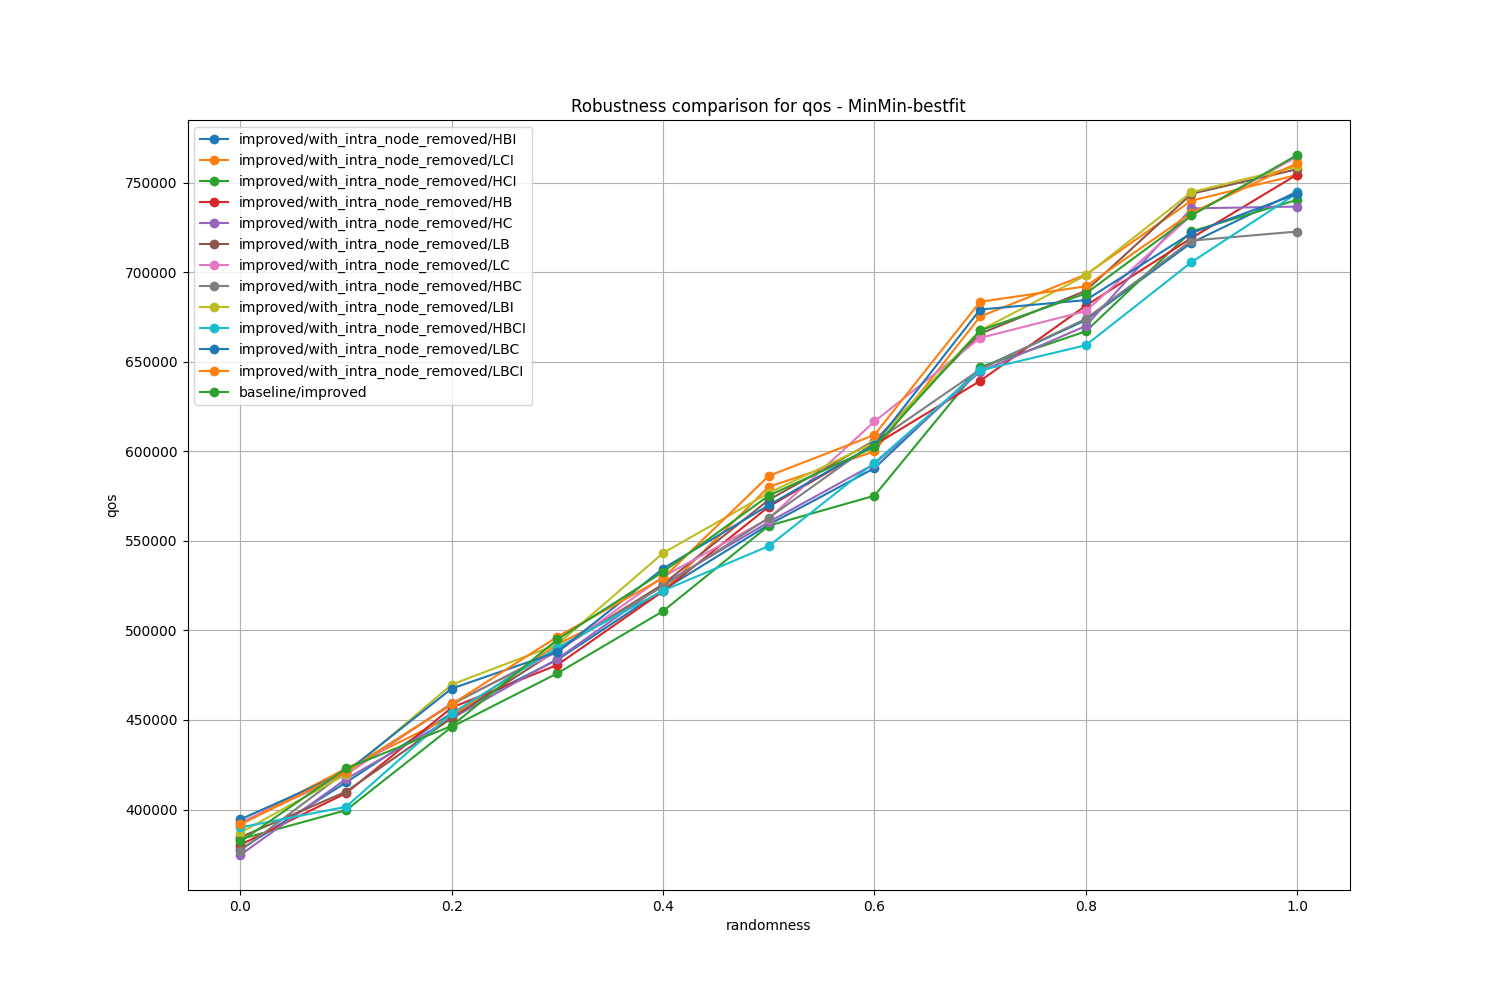 Robustness comparison for qos - MinMin-bestfit
improved/with_intra_node_removed/HBI
improved/with_intra_node_removed/LCI
improved/with_intra_node_removed/HCI
improved/with_intra_node_removed/HB
improved/with_intra_node_removed/HC
improved/with_intra_node_removed/LB
improved/with_intra_node_removed/LC
improved/with_intra_node_removed/HBC
improved/with_intra_node_removed/LBI
improved/with_intra_node_removed/HBCI
improved/with_intra_node_removed/LBC
improved/with_intra_node_removed/LBCI
baseline/improved
750000
700000
650000
600000
550000
500000
450000
400000
qos
0.0 0.2 0.4 0.6 0.8 1.0
randomness